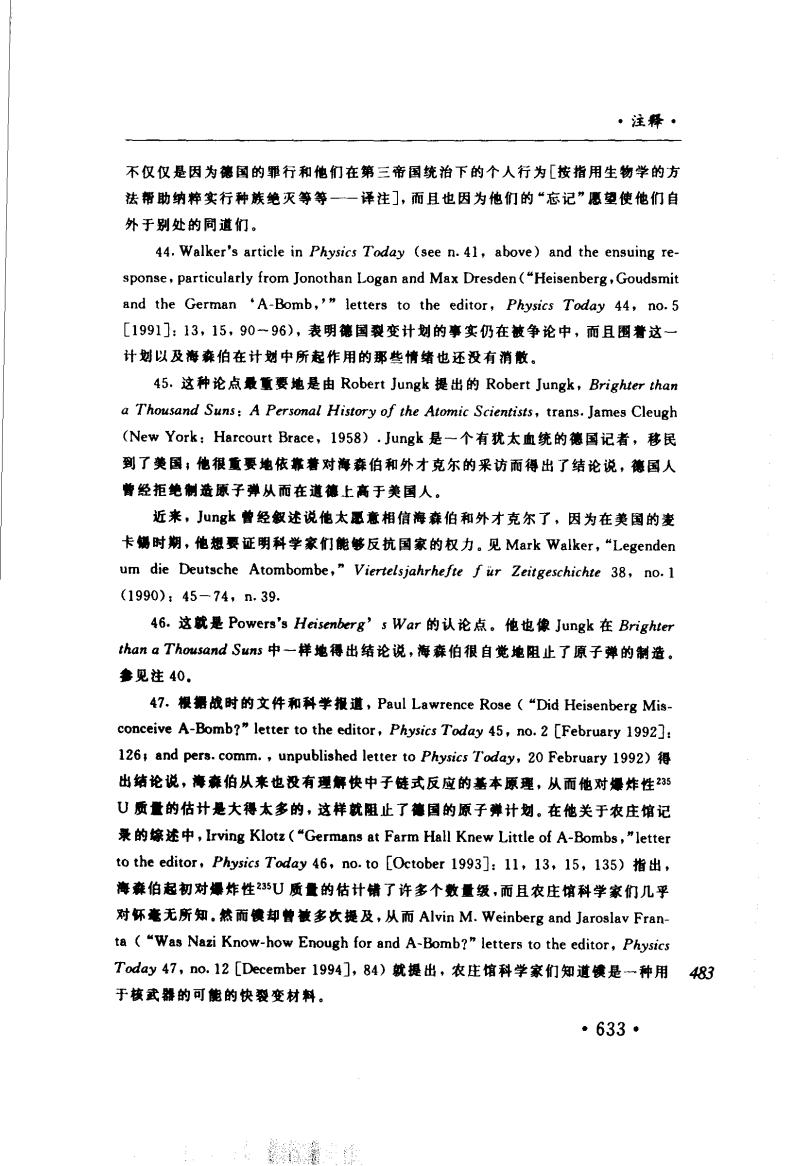 ·注释·
不仅仅是因为德国的罪行和他们在第三帝国统治下的个人行为[按指用生物学的方
法帮助纳粹实行种族绝灭等等——译注],而且也因为他们的“忘记”愿望使他们自
外于别处的同道们。
44. Walker's article in Physics Today (see n. 41, above) and the ensuing re-
sponse, particularly from Jonothan Logan and Max Dresden (“Heisenberg, Goudsmit
and the German ‘A-Bomb,’” letters to the editor, Physics Today 44, no. 5
[1991]: 13, 15, 90-96), 表明德国裂变计划的事实仍在被争论中,而且围着这一
计划以及海森伯在计划中所起作用的那些情绪也还没有消散。
45. 这种论点最重要地是由 Robert Jungk 提出的 Robert Jungk, Brighter than
a Thousand Suns: A Personal History of the Atomic Scientists, trans. James Cleugh
(New York: Harcourt Brace, 1958) . Jungk 是一个有犹太血统的德国记者,移民
到了美国;他很重要地依靠着对海森伯和外才克尔的采访而得出了结论说,德国人
曾经拒绝制造原子弹从而在道德上高于美国人。
近来,Jungk 曾经叙述说他太愿意相信海森伯和外才克尔了,因为在美国的麦
卡锡时期,他想要证明科学家们能够反抗国家的权力。见 Mark Walker, “Legenden
um die Deutsche Atombombe,” Viertelsjahrhefte für Zeitgeschichte 38, no. 1
(1990): 45-74, n. 39.
46. 这就是 Powers's Heisenberg’s War 的认论点。他也像 Jungk 在 Brighter
than a Thousand Suns 中一样地得出结论说,海森伯很自觉地阻止了原子弹的制造。
参见注 40。
47. 根据战时的文件和科学报道,Paul Lawrence Rose (“Did Heisenberg Mis-
conceive A-Bomb?” letter to the editor, Physics Today 45, no. 2 [February 1992]:
126; and pers. comm. , unpublished letter to Physics Today, 20 February 1992) 得
出结论说,海森伯从来也没有理解快中子链式反应的基本原理,从而他对爆炸性²³⁵
U 质量的估计是大得太多的,这样就阻止了德国的原子弹计划。在他关于农庄馆记
录的综述中,Irving Klotz (“Germans at Farm Hall Knew Little of A-Bombs,” letter
to the editor, Physics Today 46, no. to [October 1993]: 11, 13, 15, 135) 指出,
海森伯起初对爆炸性²³⁵U 质量的估计错了许多个数量级,而且农庄馆科学家们几乎
对钚毫无所知。然而镤却曾被多次提及,从而 Alvin M. Weinberg and Jaroslav Fran-
ta (“Was Nazi Know-how Enough for and A-Bomb?” letters to the editor, Physics
Today 47, no. 12 [December 1994], 84) 就提出,农庄馆科学家们知道镤是一种用 483
于核武器的可能的快裂变材料。
·633·